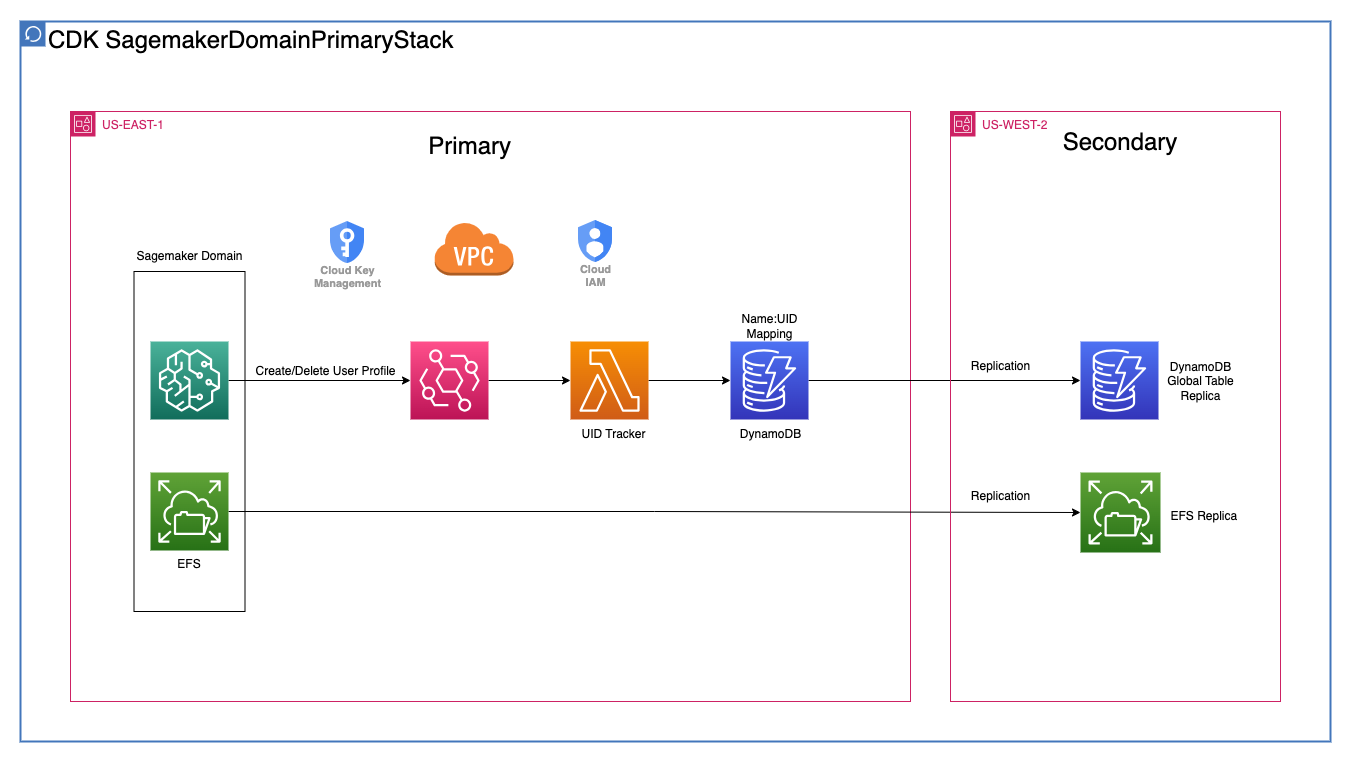 CDK SagemakerDomainPrimaryStack
US-EAST-1
Primary
US-WEST-2
Secondary
Sagemaker Domain
Cloud Key
Management
VPC
Cloud
IAM
Name:UID
Mapping
Create/Delete User Profile
Replication
DynamoDB
Global Table
Replica
UID Tracker
DynamoDB
Replication
EFS Replica
EFS